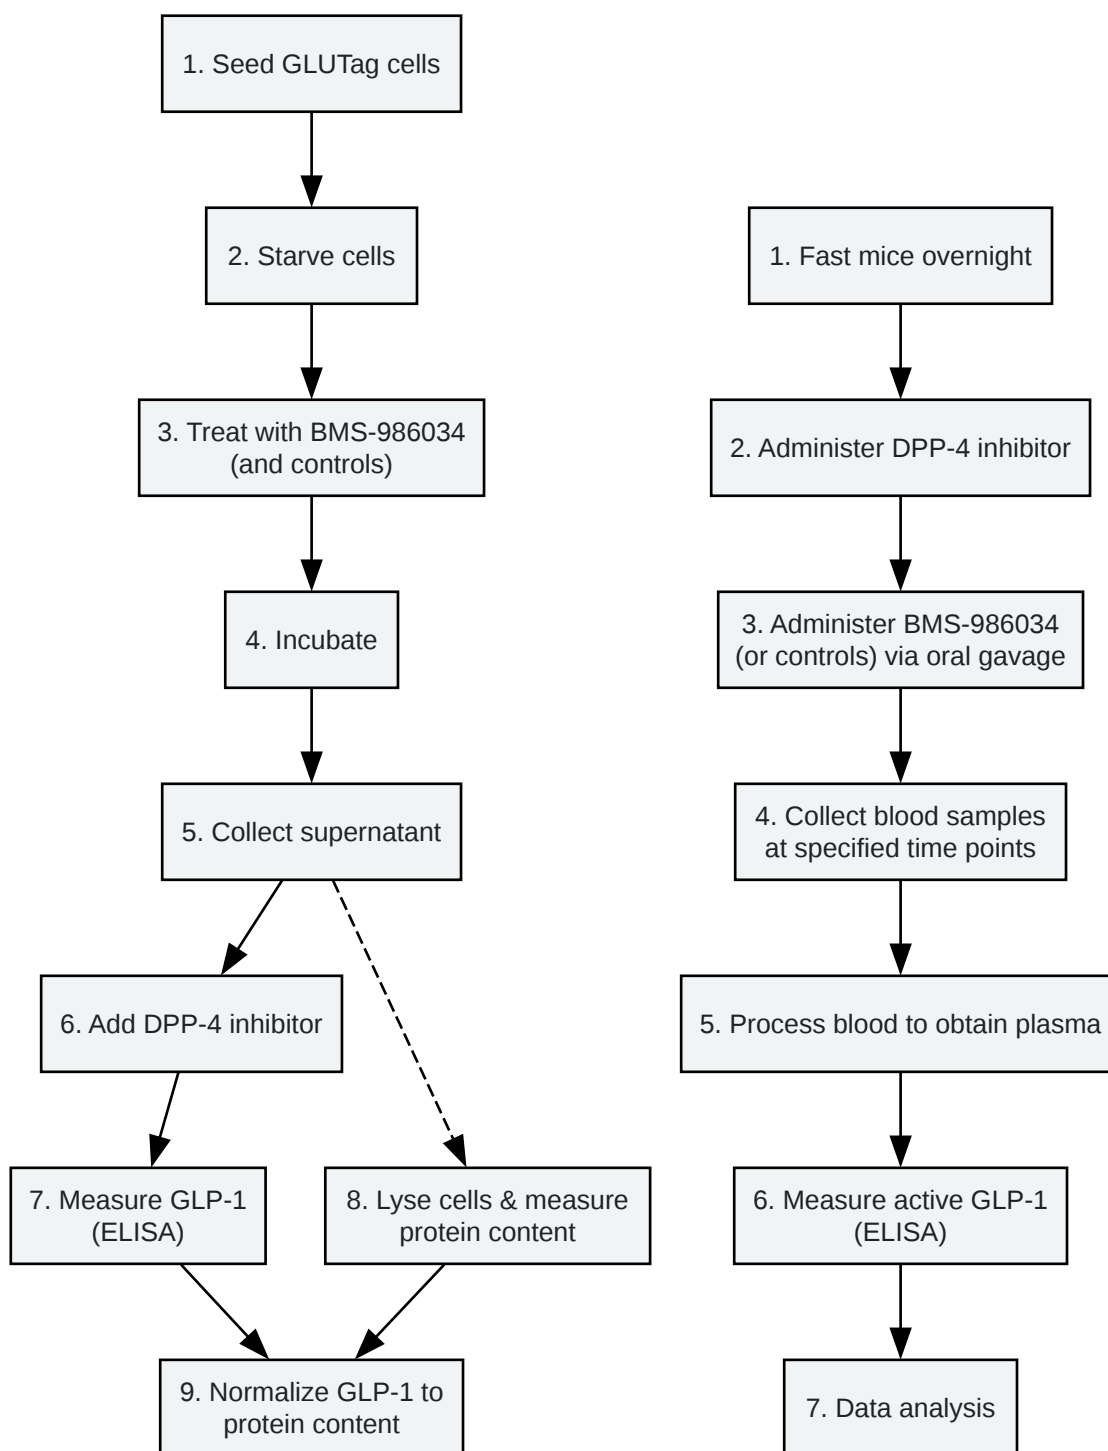 1. Seed GLUTag cells
2. Starve cells
3. Treat with BMS-986034
(and controls)
4. Incubate
5. Collect supernatant
6. Add DPP-4 inhibitor
7. Measure GLP-1
(ELISA)
8. Lyse cells & measure
protein content
9. Normalize GLP-1 to
protein content
1. Fast mice overnight
2. Administer DPP-4 inhibitor
3. Administer BMS-986034
(or controls) via oral gavage
4. Collect blood samples
at specified time points
5. Process blood to obtain plasma
6. Measure active GLP-1
(ELISA)
7. Data analysis